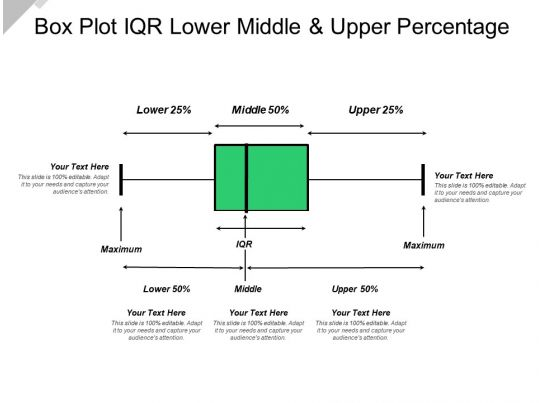 Box Plot IQR Lower Middle & Upper Percentage
Lower 25%
Middle 50%
Upper 25%
Your Text Here
This slide is 100% editable. Adapt
it to your needs and capture your
audience's attention.
Your Text Here
This slide is 100% editable. Adapt
it to your needs and capture your
audience's attention.
Maximum
IQR
Maximum
Lower 50%
Middle
Upper 50%
Your Text Here
This slide is 100% editable. Adapt
it to your needs and capture your
audience's attention.
Your Text Here
This slide is 100% editable. Adapt
it to your needs and capture your
audience's attention.
Your Text Here
This slide is 100% editable. Adapt
it to your needs and capture your
audience's attention.